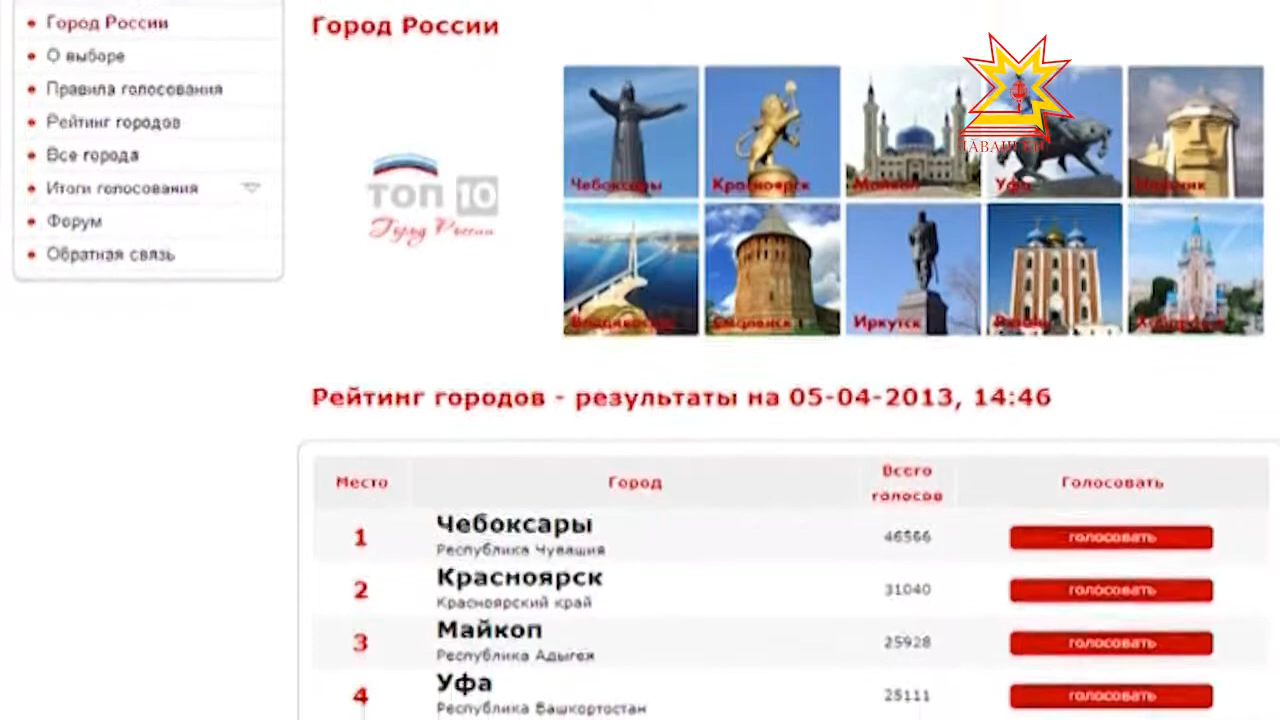 Город России
О выборе
Правила голосования
Рейтинг городов
Все города
Итоги голосования
Форум
Обратная связь
Город России
ТОП 10
Город России
Чебоксары
Красноярск
Майкоп
Уфа
Иркутск
Рейтинг городов - результаты на 05-04-2013, 14:46
Место Город Всего голосов Голосовать
1 Чебоксары 46566 голосовать
Республика Чувашия
2 Красноярск 31040 голосовать
Красноярский край
3 Майкоп 25928 голосовать
Республика Адыгея
4 Уфа 25111 голосовать
Республика Башкортостан